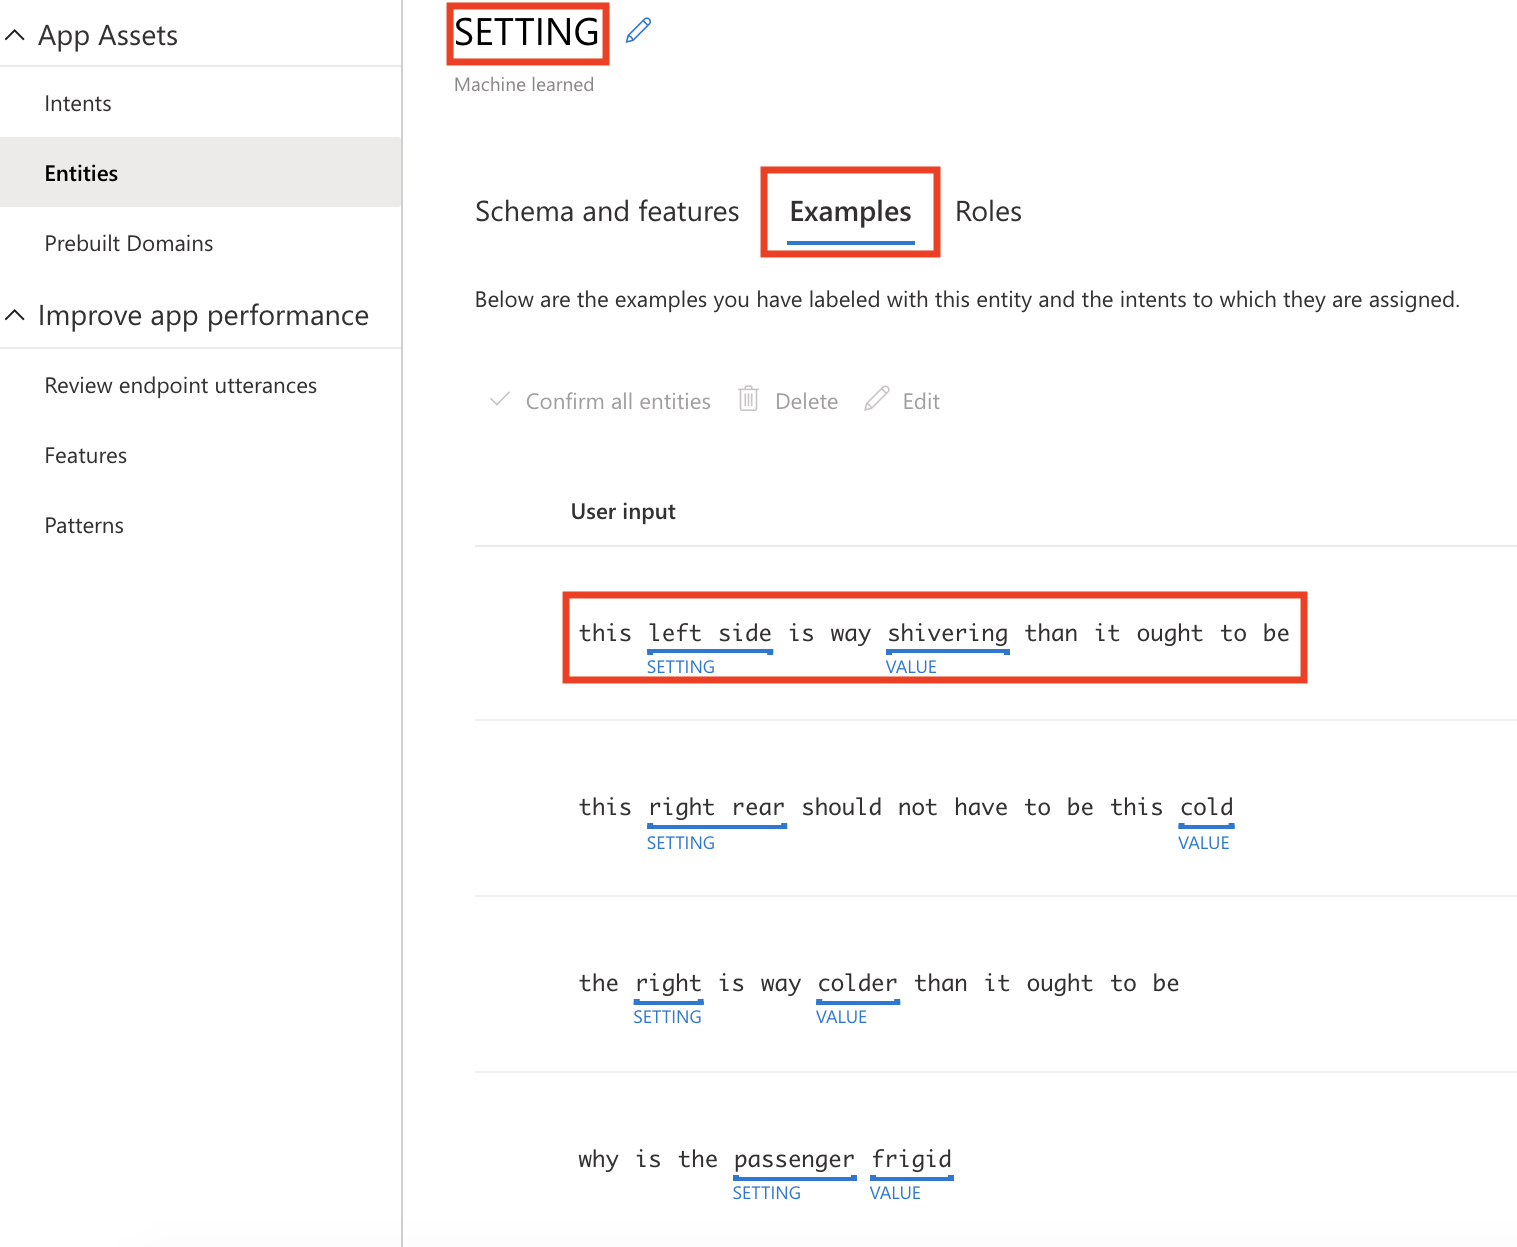 App Assets
Intents
Entities
Prebuilt Domains
Improve app performance
Review endpoint utterances
Features
Patterns
SETTING
Machine learned
Schema and features Examples Roles
Below are the examples you have labeled with this entity and the intents to which they are assigned.
Confirm all entities Delete Edit
User input
this left side is way shivering than it ought to be
SETTING VALUE
this right rear should not have to be this cold
SETTING VALUE
the right is way colder than it ought to be
SETTING VALUE
why is the passenger frigid
SETTING VALUE